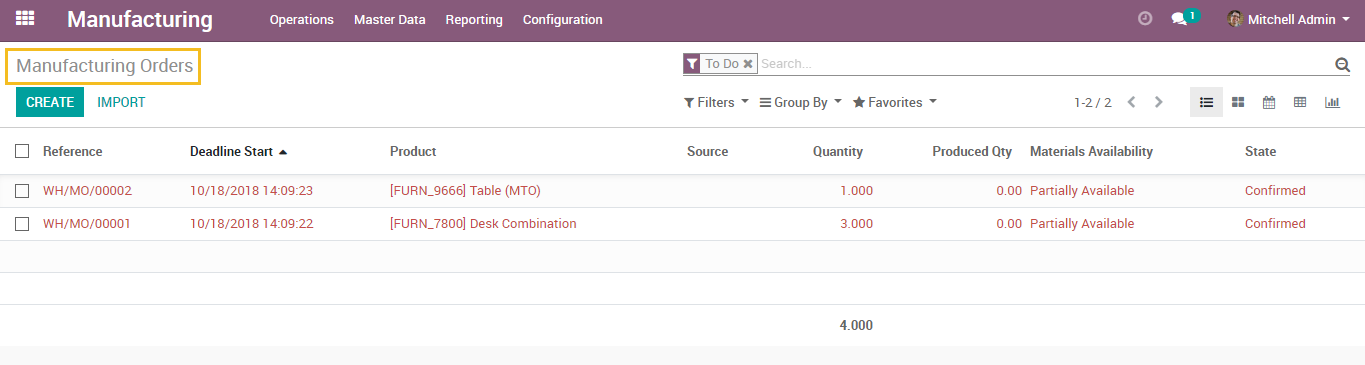 Manufacturing Operations Master Data Reporting Configuration 1 Mitchell Admin
Manufacturing Orders To Do Search...
CREATE IMPORT Filters Group By Favorites 1-2 / 2
Reference Deadline Start Product Source Quantity Produced Qty Materials Availability State
WH/MO/00002 10/18/2018 14:09:23 [FURN_9666] Table (MTO) 1.000 0.00 Partially Available Confirmed
WH/MO/00001 10/18/2018 14:09:22 [FURN_7800] Desk Combination 3.000 0.00 Partially Available Confirmed
4.000